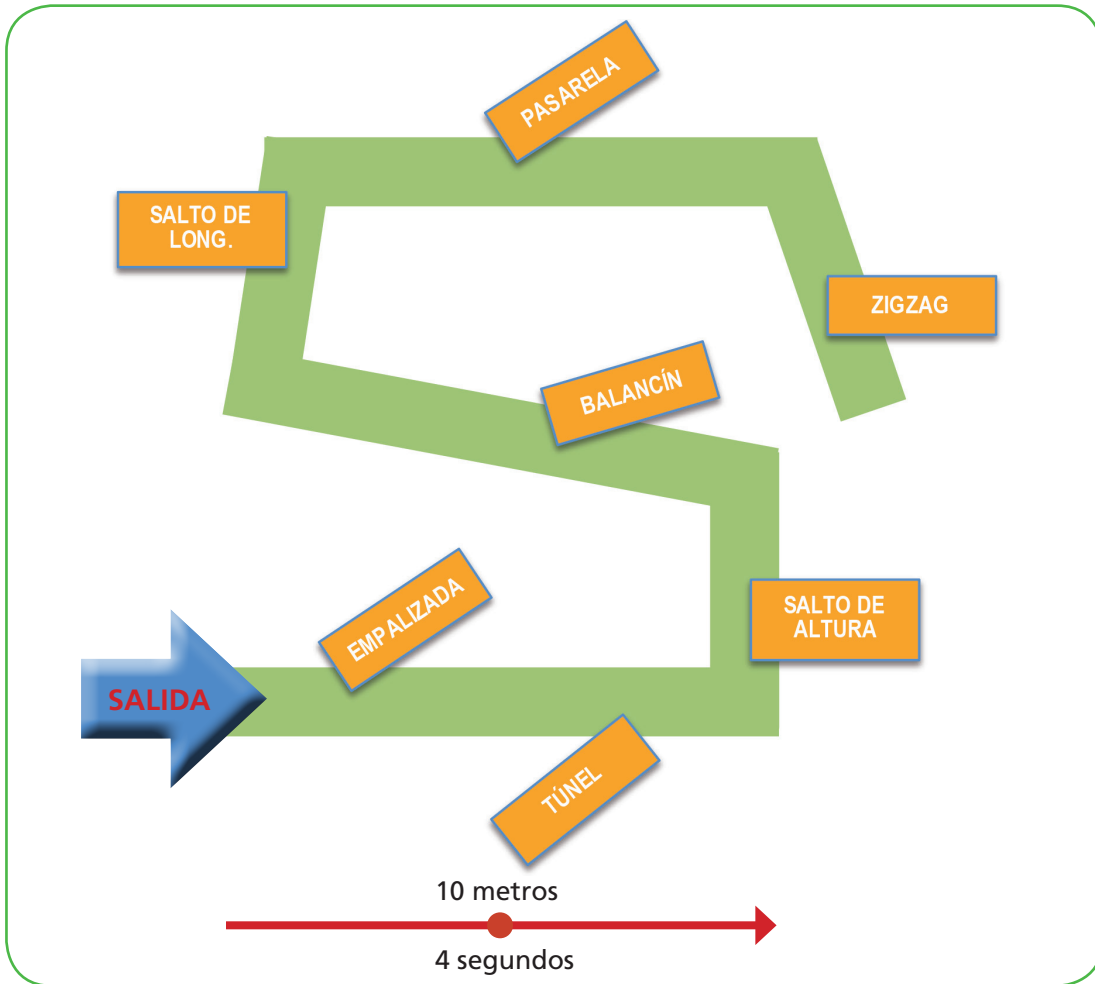 PASARELA
SALTO DE
LONG.
ZIGZAG
BALANCÍN
EMPALIZADA
SALTO DE
ALTURA
SALIDA
TÚNEL
10 metros
4 segundos